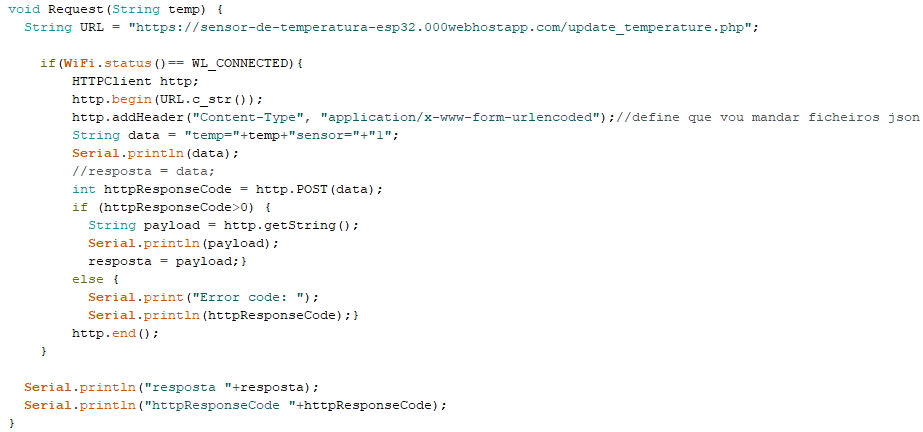 void Request(String temp) {
  String URL = "https://sensor-de-temperatura-esp32.000webhostapp.com/update_temperature.php";

    if(WiFi.status()== WL_CONNECTED){
        HTTPClient http;
        http.begin(URL.c_str());
        http.addHeader("Content-Type", "application/x-www-form-urlencoded");//define que vou mandar ficheiros json
        String data = "temp="+temp+"sensor="+"1";
        Serial.println(data);
        //resposta = data;
        int httpResponseCode = http.POST(data);
        if (httpResponseCode>0) {
          String payload = http.getString();
          Serial.println(payload);
          resposta = payload;}
        else {
          Serial.print("Error code: ");
          Serial.println(httpResponseCode);}
        http.end();
    }

  Serial.println("resposta "+resposta);
  Serial.println("httpResponseCode "+httpResponseCode);
}